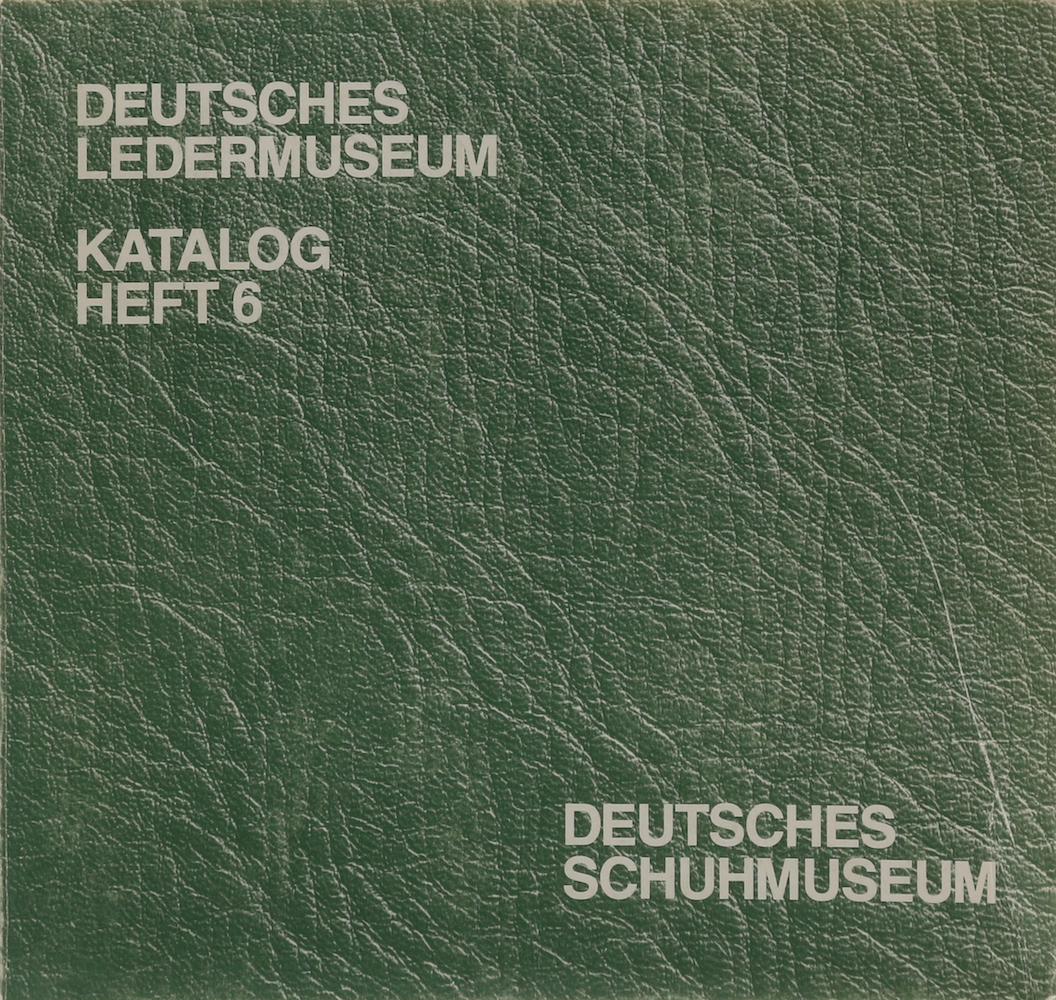 DEUTSCHES
LEDERMUSEUM
KATALOG
HEFT 6
DEUTSCHES
SCHUHMUSEUM